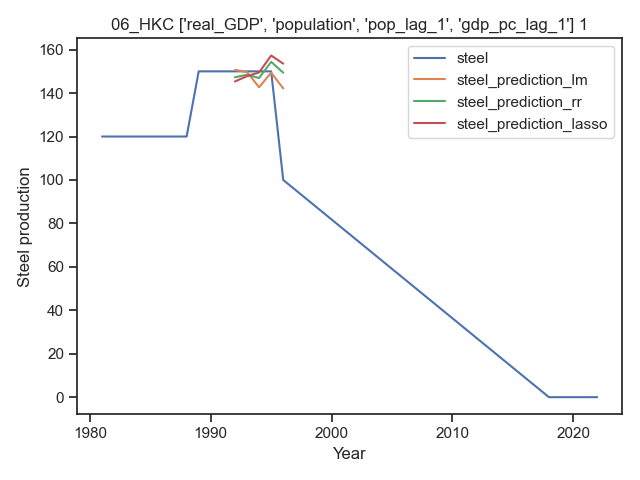 06_HKC ['real_GDP', 'population', 'pop_lag_1', 'gdp_pc_lag_1'] 1
steel
steel_prediction_lm
steel_prediction_rr
steel_prediction_lasso
Steel production
160
140
120
100
80
60
40
20
0
1980
1990
2000
2010
2020
Year